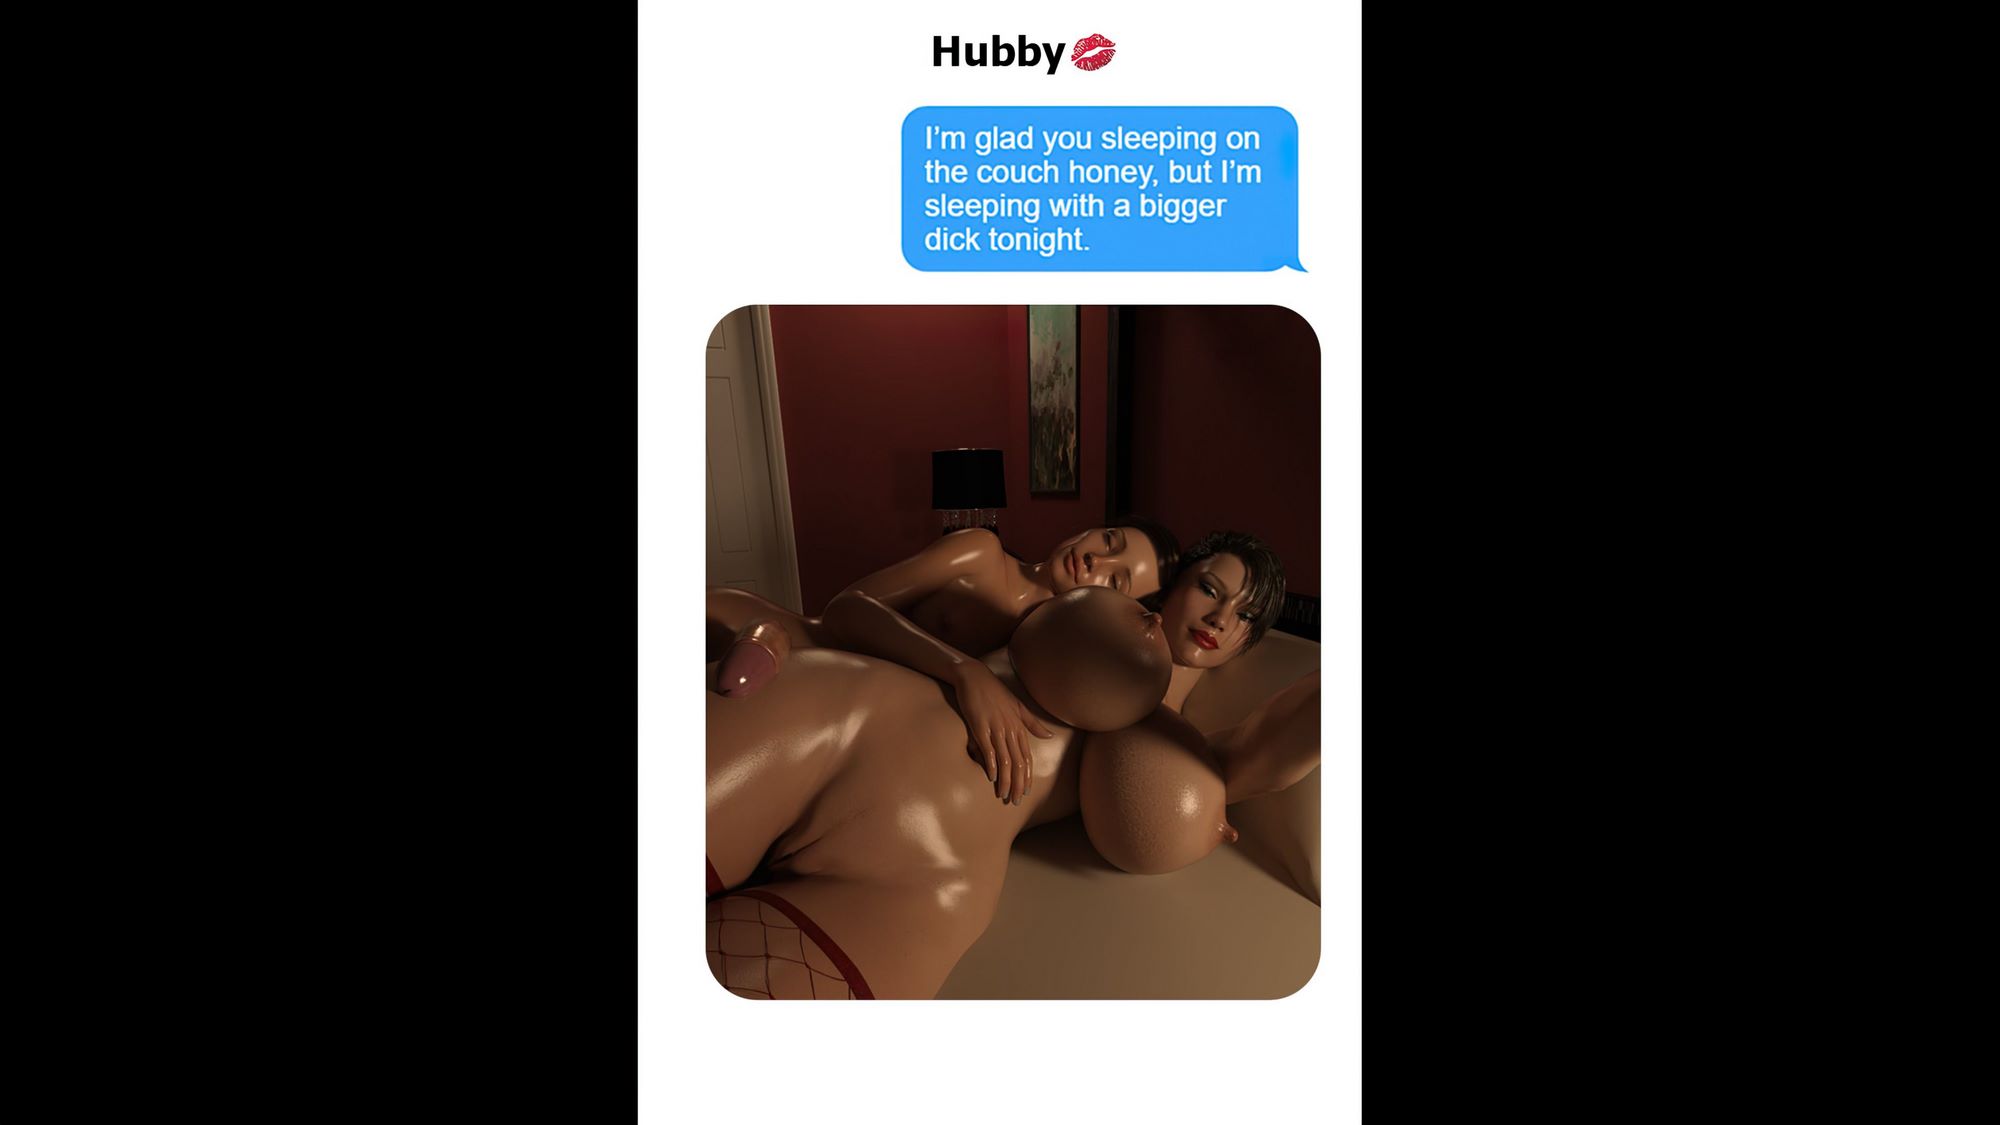 Hubby
I'm glad you sleeping on
the couch honey, but I'm
sleeping with a bigger
dick tonight.